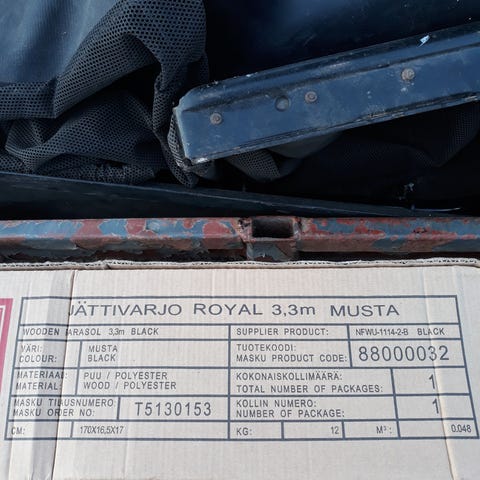 JÄTTIVARJO ROYAL 3,3m MUSTA
WOODEN PARASOL 3,3m BLACK
SUPPLIER PRODUCT: NFWU-1114-2-B BLACK
VÄRI: MUSTA
COLOUR: BLACK
TUOTEKOODI:
MASKU PRODUCT CODE: 88000032
MATERIAALI: PUU / POLYESTER
MATERIAL: WOOD / POLYESTER
KOKONAISKOLLIMÄÄRÄ:
TOTAL NUMBER OF PACKAGES: 1
MASKU TILAUSNUMERO:
MASKU ORDER NO: T5130153
KOLLIN NUMERO:
NUMBER OF PACKAGE: 1
CM: 170X16,5X17
KG: 12
M³: 0.048